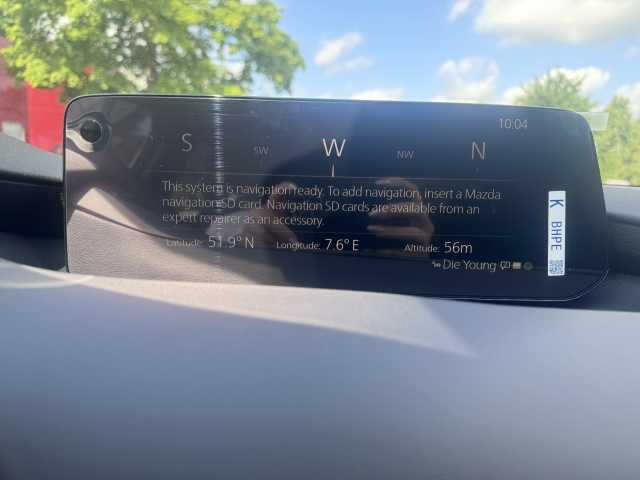 10:04
S SW W NW N
This system is navigation ready. To add navigation, insert a Mazda
navigation SD card. Navigation SD cards are available from an
expert repairer as an accessory.
Latitude: 51.9° N Longitude: 7.6° E Altitude: 56m
Die Young
K BHPE